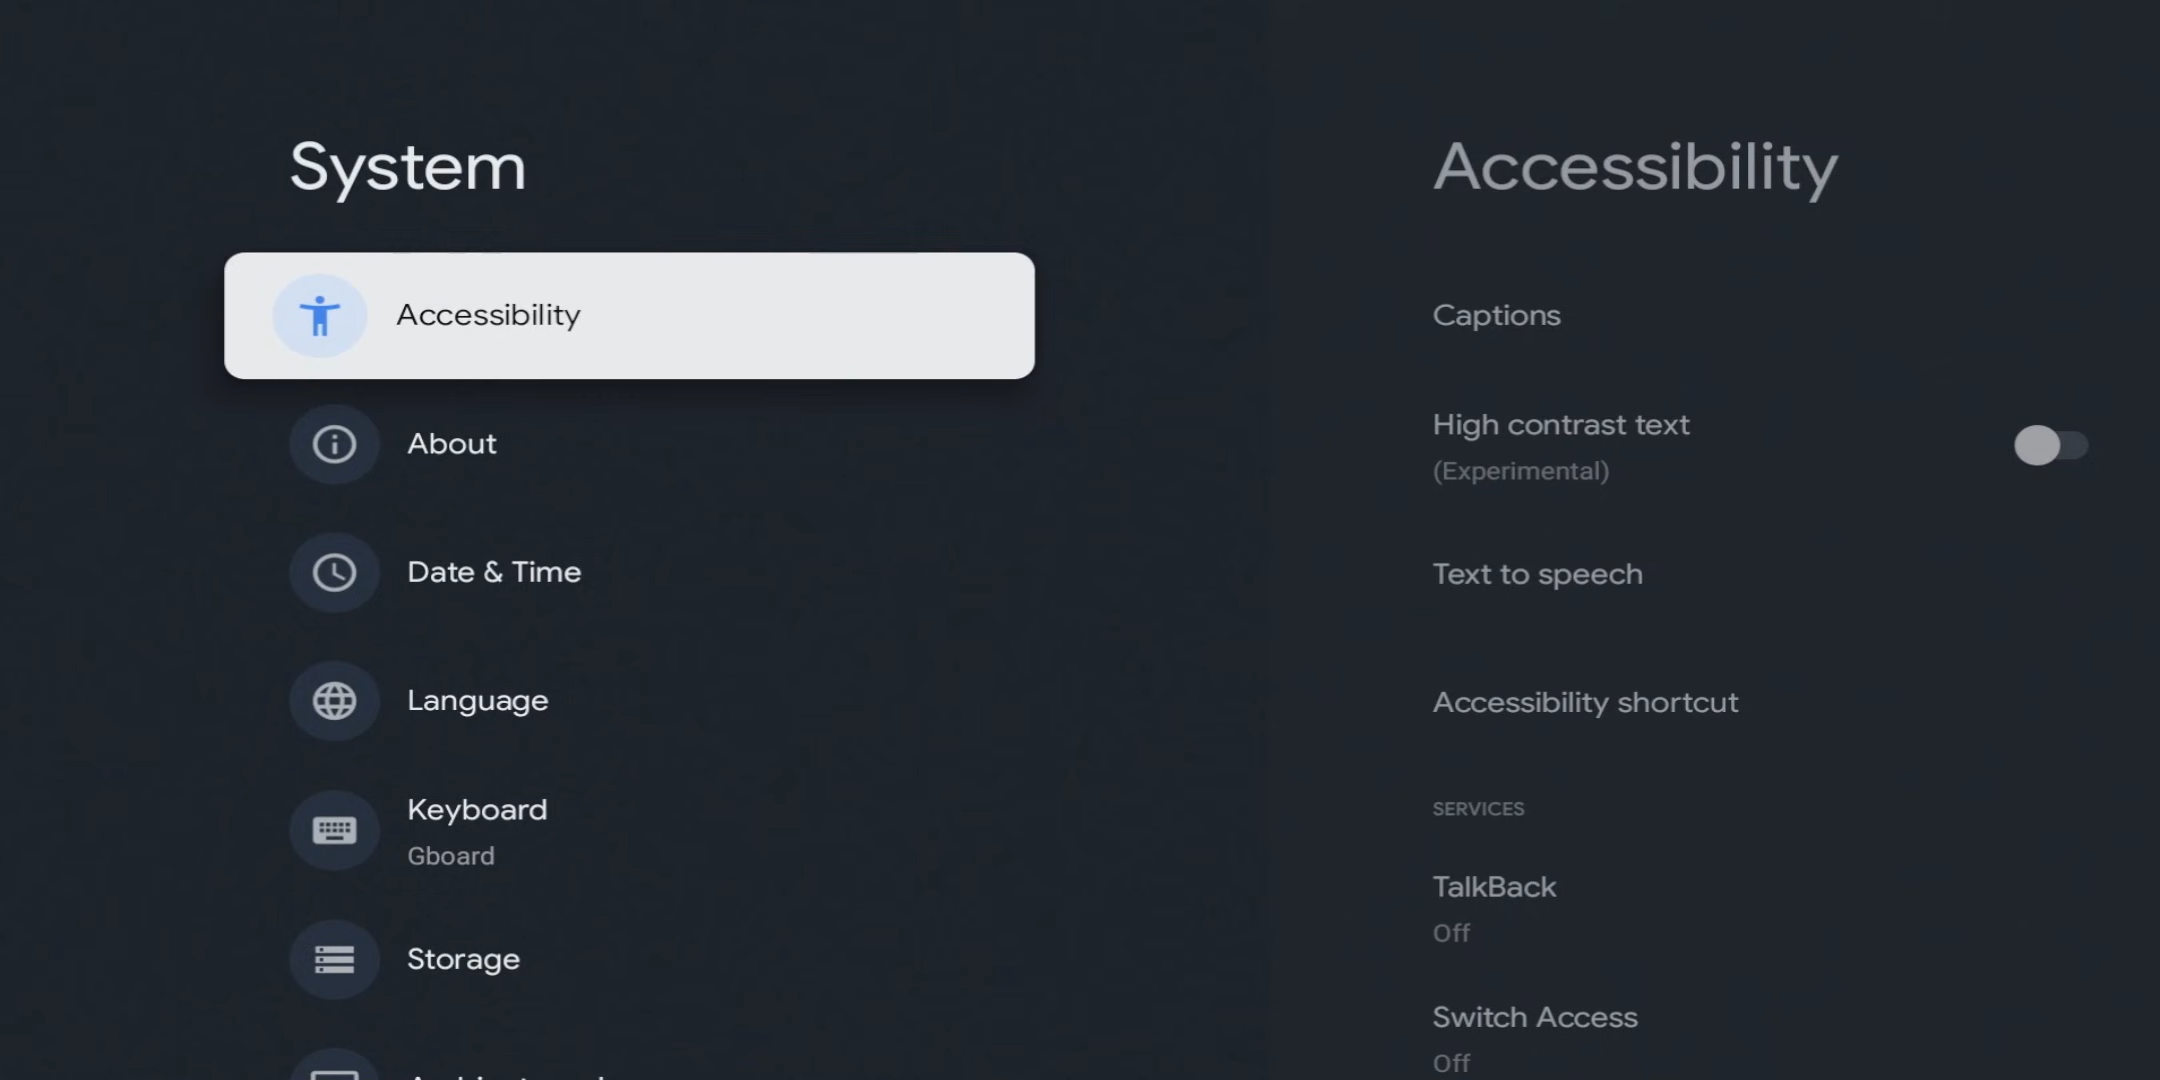 System
Accessibility
About
Date & Time
Language
Keyboard
Gboard
Storage
Accessibility
Captions
High contrast text
(Experimental)
Text to speech
Accessibility shortcut
SERVICES
TalkBack
Off
Switch Access
Off